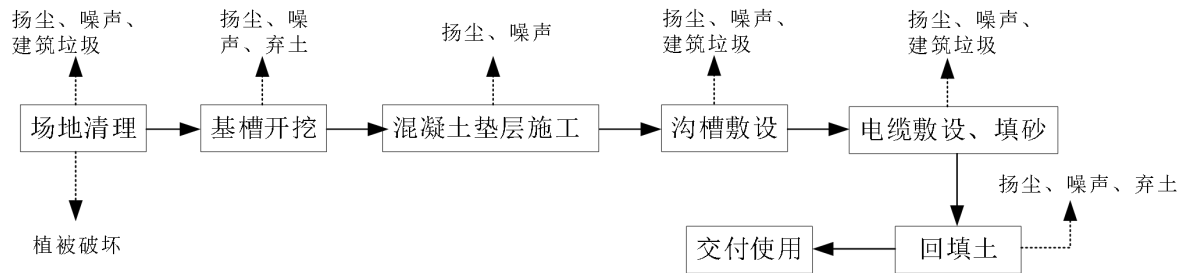 扬尘、噪声、
建筑垃圾
扬尘、噪
声、弃土
扬尘、噪声
扬尘、噪声、
建筑垃圾
扬尘、噪声、
建筑垃圾
场地清理
基槽开挖
混凝土垫层施工
沟槽敷设
电缆敷设、填砂
扬尘、噪声、弃土
植被破坏
交付使用
回填土